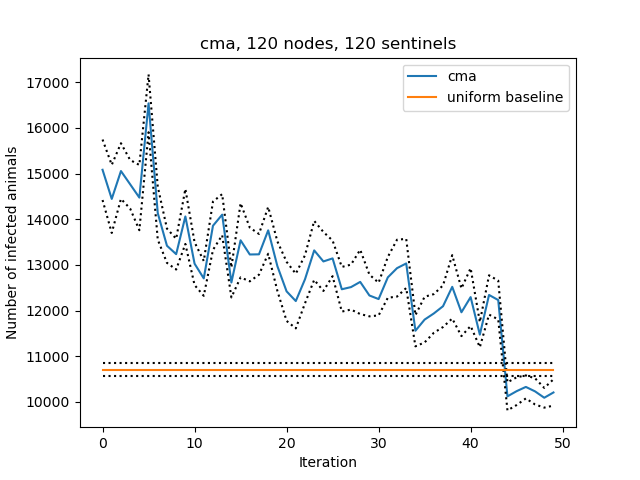 cma, 120 nodes, 120 sentinels
cma
uniform baseline
Number of infected animals
17000
16000
15000
14000
13000
12000
11000
10000
0 10 20 30 40 50
Iteration